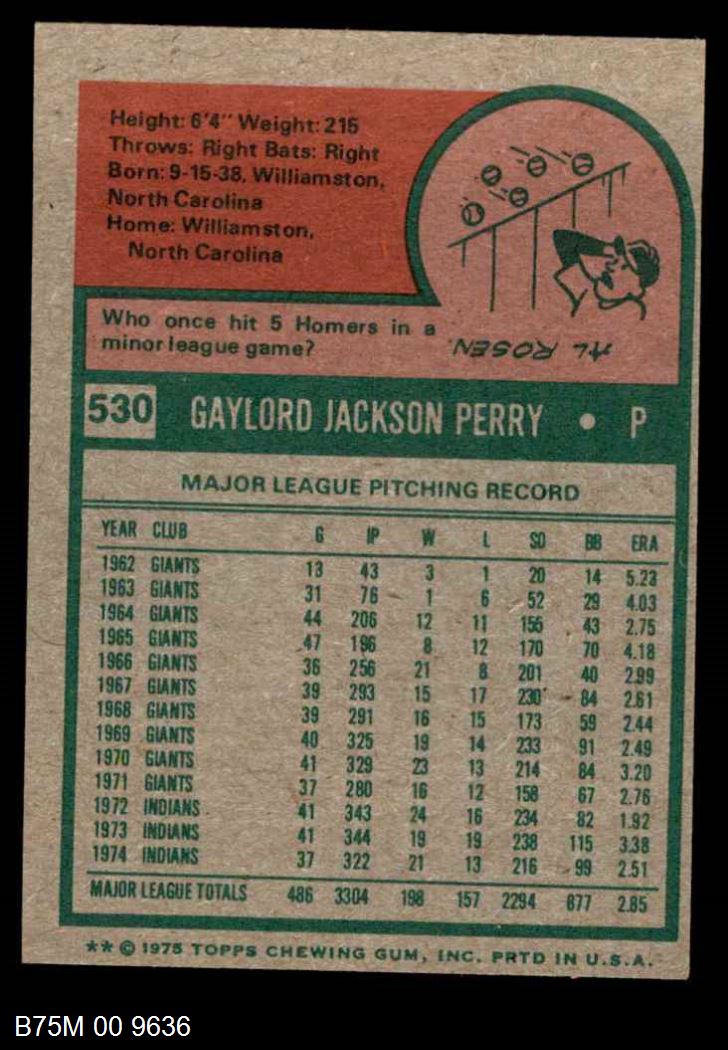 Height: 6'4" Weight: 215
Throws: Right Bats: Right
Born: 9-15-38, Williamston,
North Carolina
Home: Williamston,
North Carolina
Who once hit 5 Homers in a
minor league game?
AL ROSEN.
530 GAYLORD JACKSON PERRY • P
MAJOR LEAGUE PITCHING RECORD
YEAR CLUB G IP W L SO BB ERA
1962 GIANTS 13 43 3 1 20 14 5.23
1963 GIANTS 31 76 1 6 52 29 4.03
1964 GIANTS 44 206 12 11 155 43 2.75
1965 GIANTS 47 196 8 12 170 70 4.18
1966 GIANTS 36 256 21 8 201 40 2.99
1967 GIANTS 39 293 15 17 230 84 2.61
1968 GIANTS 39 291 16 15 173 59 2.44
1969 GIANTS 40 325 19 14 233 91 2.49
1970 GIANTS 41 329 23 13 214 84 3.20
1971 GIANTS 37 280 16 12 158 67 2.76
1972 INDIANS 41 343 24 16 234 82 1.92
1973 INDIANS 41 344 19 19 238 115 3.38
1974 INDIANS 37 322 21 13 216 99 2.51
MAJOR LEAGUE TOTALS 486 3304 198 157 2294 877 2.85
** © 1975 TOPPS CHEWING GUM, INC. PRTD IN U.S.A.
B75M 00 9636